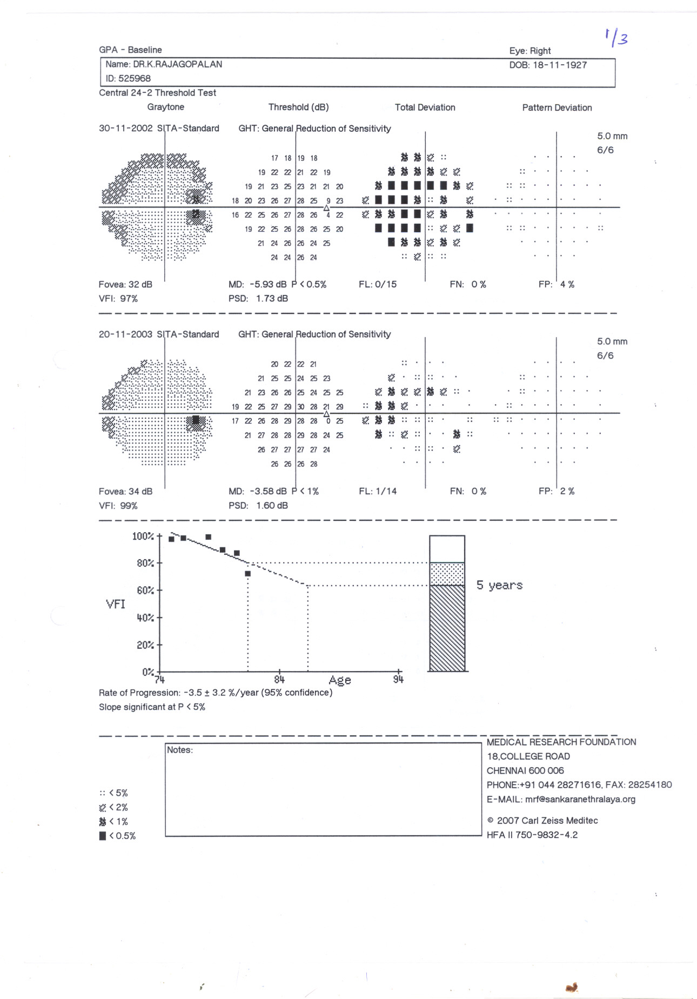 1/3
GPA - Baseline Eye: Right
Name: DR.K.RAJAGOPALAN DOB: 18-11-1927
ID: 525968
Central 24-2 Threshold Test
Graytone Threshold (dB) Total Deviation Pattern Deviation
30-11-2002 SITA-Standard GHT: General Reduction of Sensitivity
5.0 mm
6/6
17 18 19 18
19 22 22 21 22 19
19 21 23 25 23 21 21 20
18 20 23 26 27 28 25 9 23
16 22 25 26 27 28 26 4 22
19 22 25 26 28 26 25 20
21 24 26 26 24 25
24 24 26 24
Fovea: 32 dB MD: -5.93 dB P < 0.5% FL: 0/15 FN: 0 % FP: 4 %
VFI: 97% PSD: 1.73 dB
20-11-2003 SITA-Standard GHT: General Reduction of Sensitivity
5.0 mm
6/6
20 22 22 21
21 25 25 24 25 23
21 23 26 26 25 24 25 25
19 22 25 27 29 30 28 21 29
17 22 26 28 29 28 28 0 25
21 27 28 28 29 28 24 25
26 27 27 27 27 24
26 26 26 28
Fovea: 34 dB MD: -3.58 dB P < 1% FL: 1/14 FN: 0 % FP: 2 %
VFI: 99% PSD: 1.60 dB
100%
80%
5 years
60%
VFI
40%
20%
0%
74 84 Age 94
Rate of Progression: -3.5 ± 3.2 %/year (95% confidence)
Slope significant at P < 5%
MEDICAL RESEARCH FOUNDATION
Notes:
18,COLLEGE ROAD
CHENNAI 600 006
PHONE:+91 044 28271616, FAX: 28254180
< 5%
E-MAIL: mrf@sankaranethralaya.org
< 2%
< 1% © 2007 Carl Zeiss Meditec
< 0.5% HFA II 750-9832-4.2